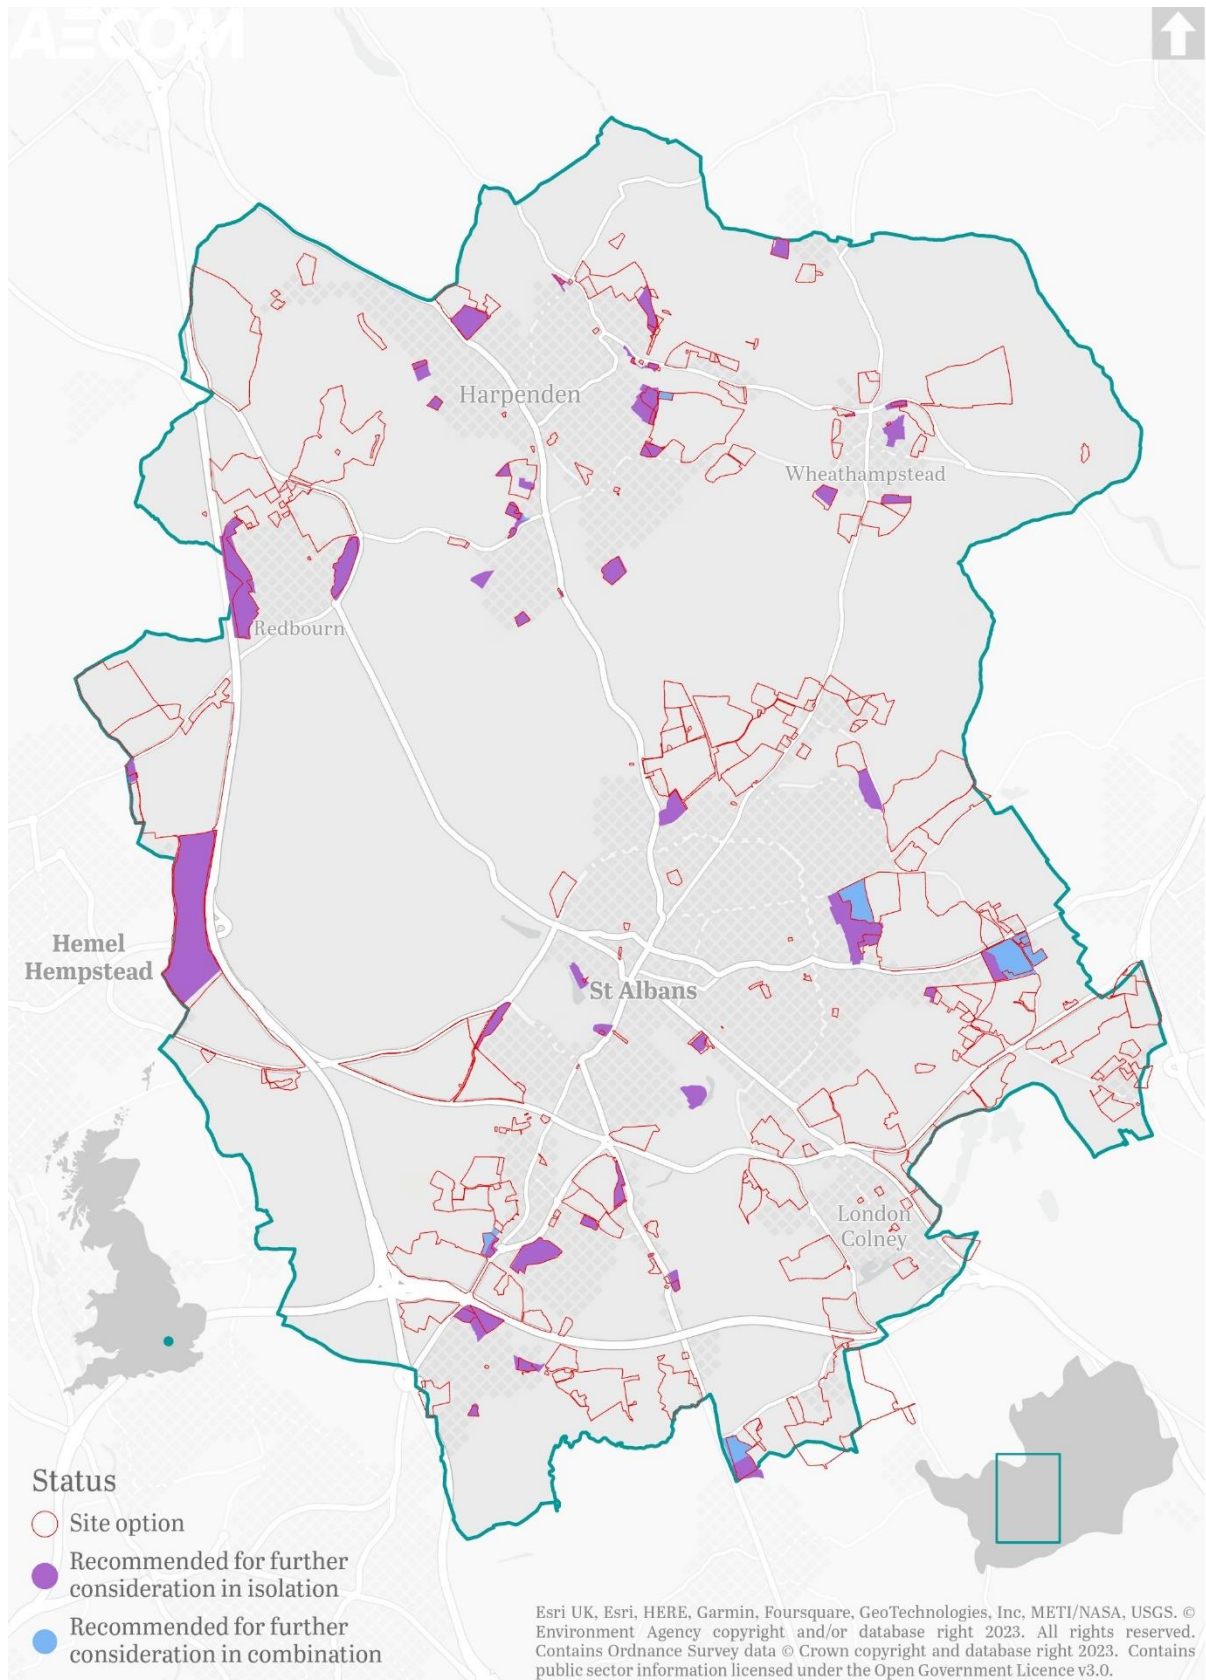 AECOM
Harpenden
Wheathampstead
Redbourn
Hemel
Hempstead
St Albans
London
Colney
Status
Site option
Recommended for further
consideration in isolation
Recommended for further
consideration in combination
Esri UK, Esri, HERE, Garmin, Foursquare, GeoTechnologies, Inc, METI/NASA, USGS. ©
Environment Agency copyright and/or database right 2023. All rights reserved.
Contains Ordnance Survey data © Crown copyright and database right 2023. Contains
public sector information licensed under the Open Government Licence v3.0.